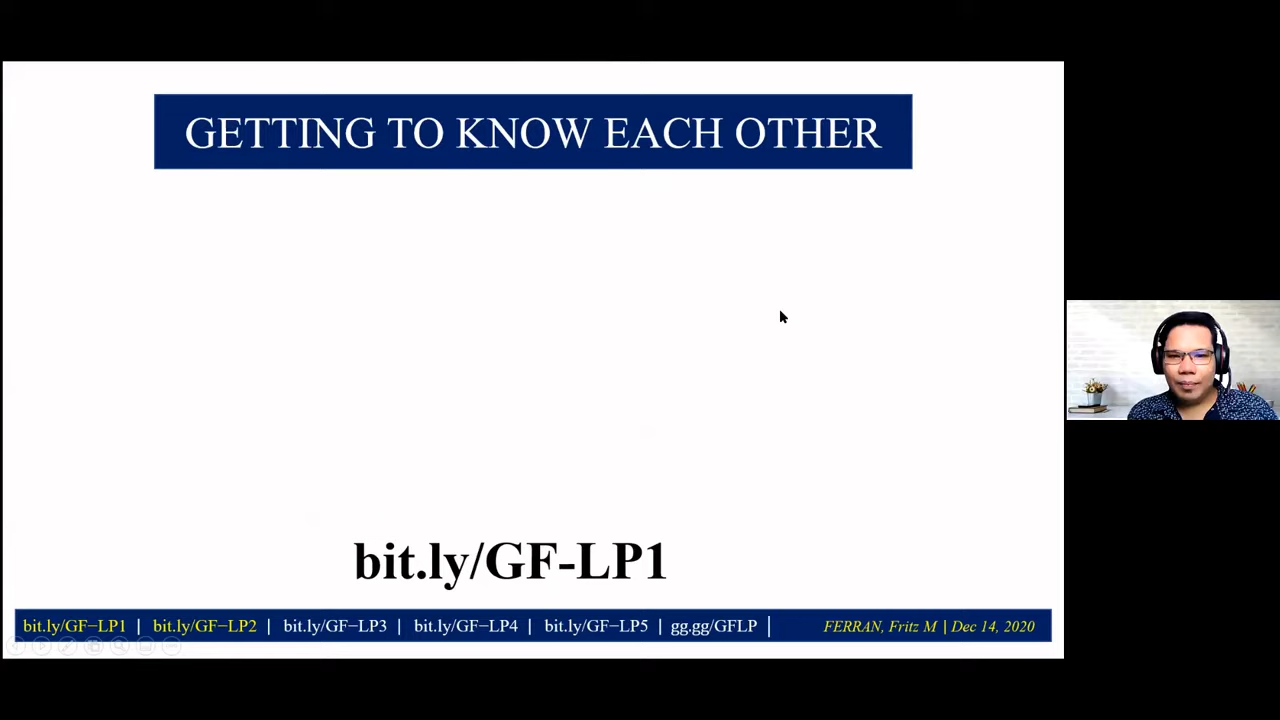 GETTING TO KNOW EACH OTHER
bit.ly/GF-LP1
bit.ly/GF−LP1 | bit.ly/GF−LP2 | bit.ly/GF−LP3 | bit.ly/GF−LP4 | bit.ly/GF−LP5 | gg.gg/GFLP | FERRAN, Fritz M | Dec 14, 2020